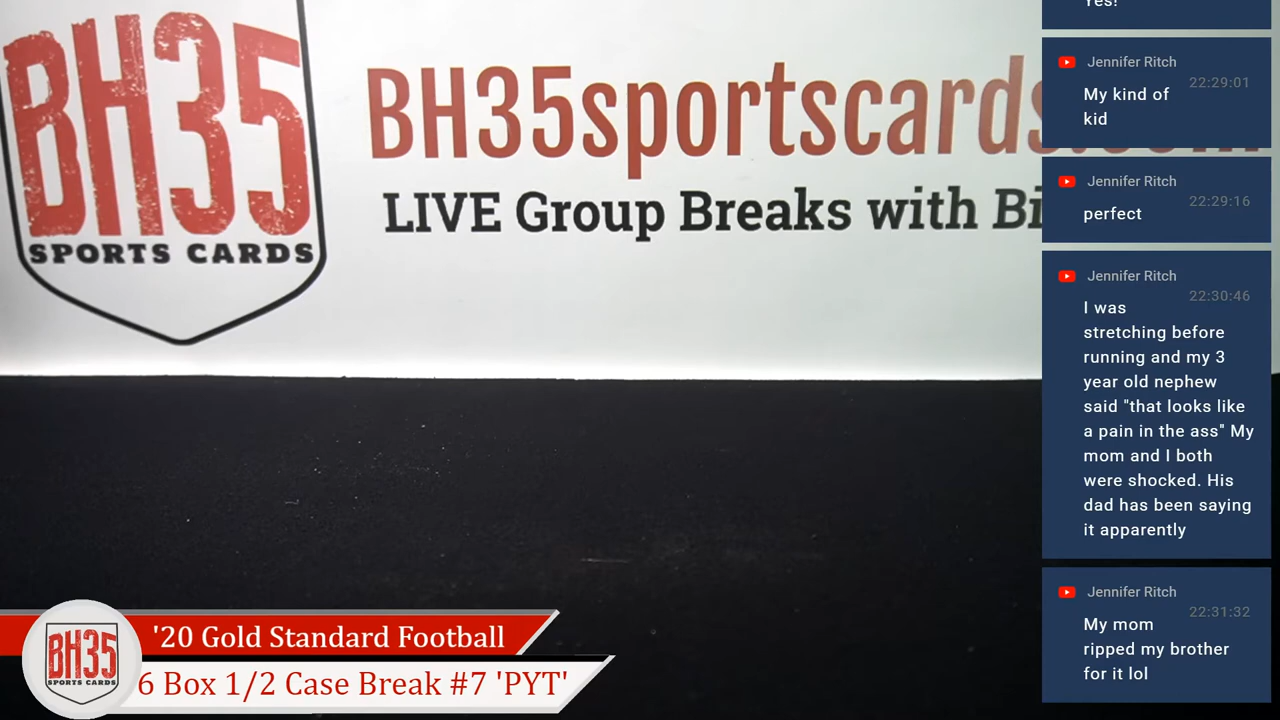 BH35
SPORTS CARDS
BH35sportscards.com
LIVE Group Breaks with Bi
Yes!
Jennifer Ritch
22:29:01
My kind of
kid
Jennifer Ritch
22:29:16
perfect
Jennifer Ritch
22:30:46
I was
stretching before
running and my 3
year old nephew
said "that looks like
a pain in the ass" My
mom and I both
were shocked. His
dad has been saying
it apparently
Jennifer Ritch
22:31:32
My mom
ripped my brother
for it lol
BH35
SPORTS CARDS
'20 Gold Standard Football
6 Box 1/2 Case Break #7 'PYT'